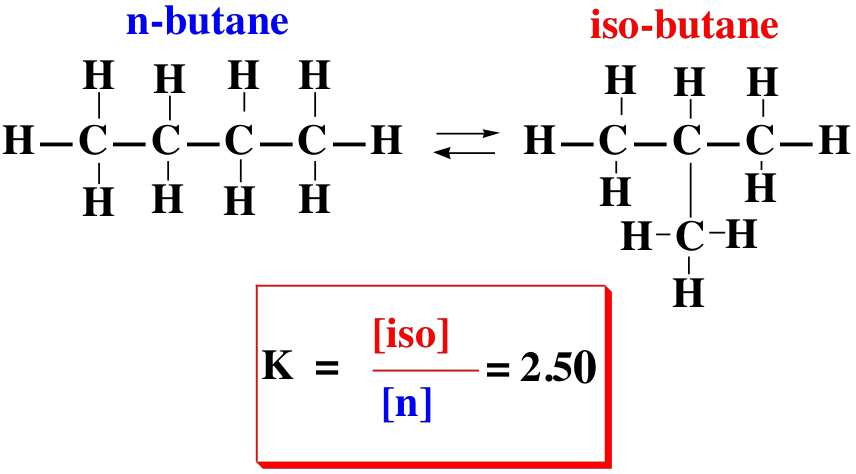 n-butane iso-butane
H H H H H H H
H C C C C H H C C C H
H H H H H H
H C H
H
K = [iso] / [n] = 2.50